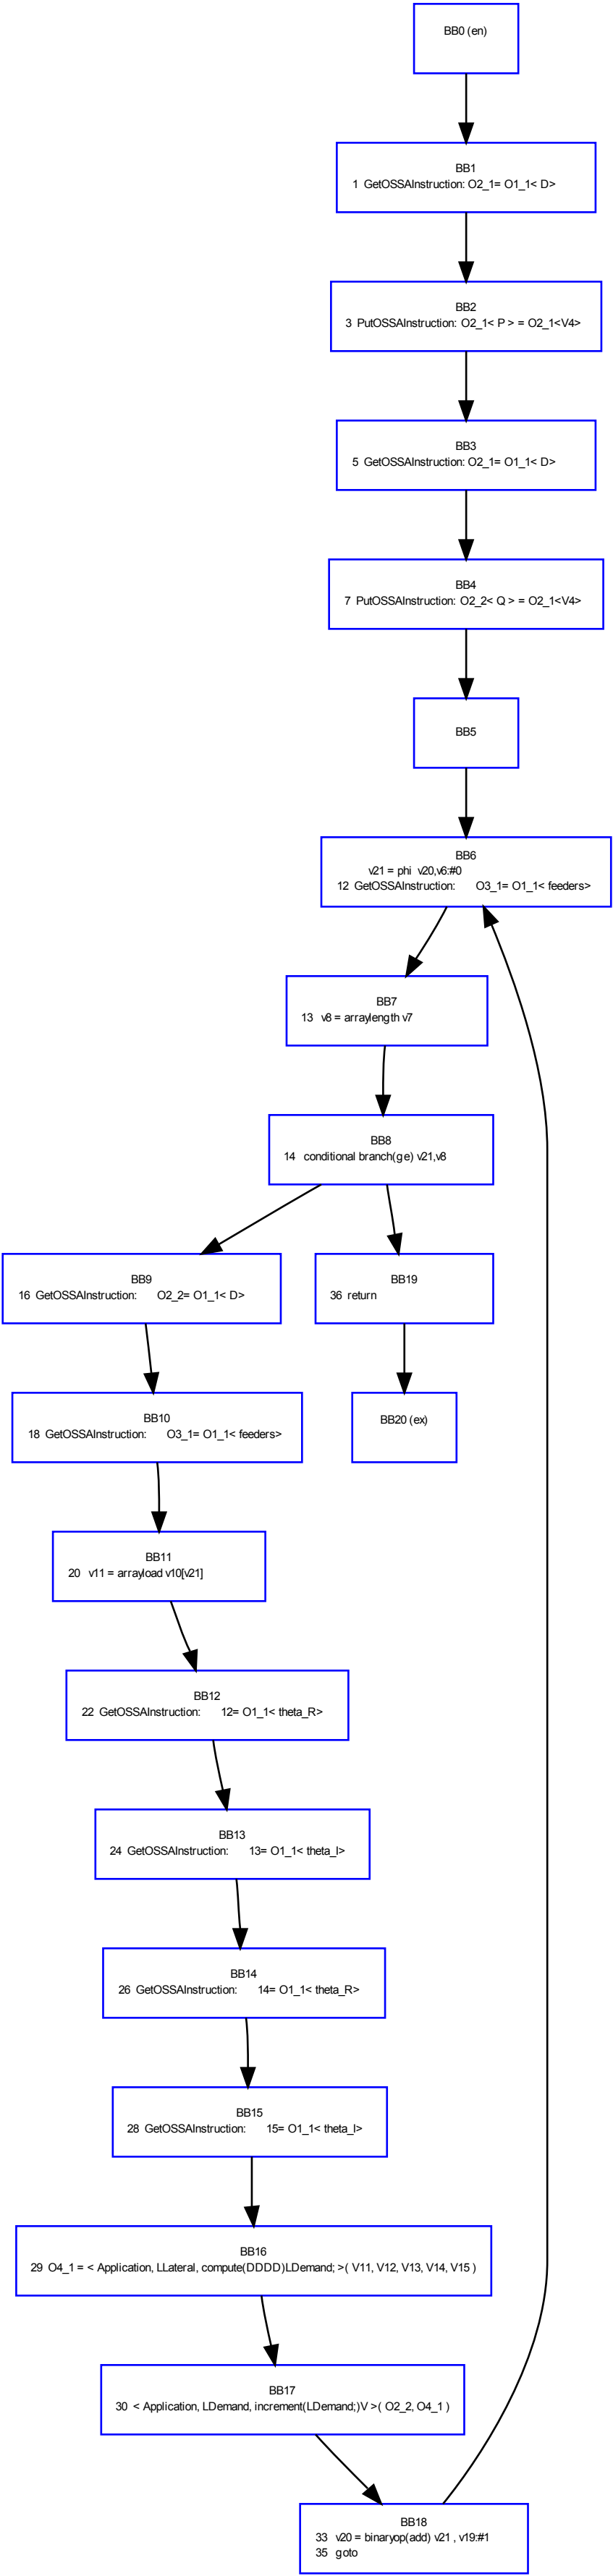 BB0 (en)
BB1
1 GetOSSAInstruction: O2_1= O1_1< D>
BB2
3 PutOSSAInstruction: O2_1< P > = O2_1<V4>
BB3
5 GetOSSAInstruction: O2_1= O1_1< D>
BB4
7 PutOSSAInstruction: O2_2< Q > = O2_1<V4>
BB5
BB6
v21 = phi v20,v6:#0
12 GetOSSAInstruction: O3_1= O1_1< feeders>
BB7
13 v8 = arraylength v7
BB8
14 conditional branch(ge) v21,v8
BB9
16 GetOSSAInstruction: O2_2= O1_1< D>
BB19
36 return
BB10
18 GetOSSAInstruction: O3_1= O1_1< feeders>
BB20 (ex)
BB11
20 v11 = arrayload v10[v21]
BB12
22 GetOSSAInstruction: 12= O1_1< theta_R>
BB13
24 GetOSSAInstruction: 13= O1_1< theta_I>
BB14
26 GetOSSAInstruction: 14= O1_1< theta_R>
BB15
28 GetOSSAInstruction: 15= O1_1< theta_I>
BB16
29 O4_1 = < Application, LLateral, compute(DDDD)LDemand; >( V11, V12, V13, V14, V15 )
BB17
30 < Application, LDemand, increment(LDemand;)V >( O2_2, O4_1 )
BB18
33 v20 = binaryop(add) v21 , v19:#1
35 goto